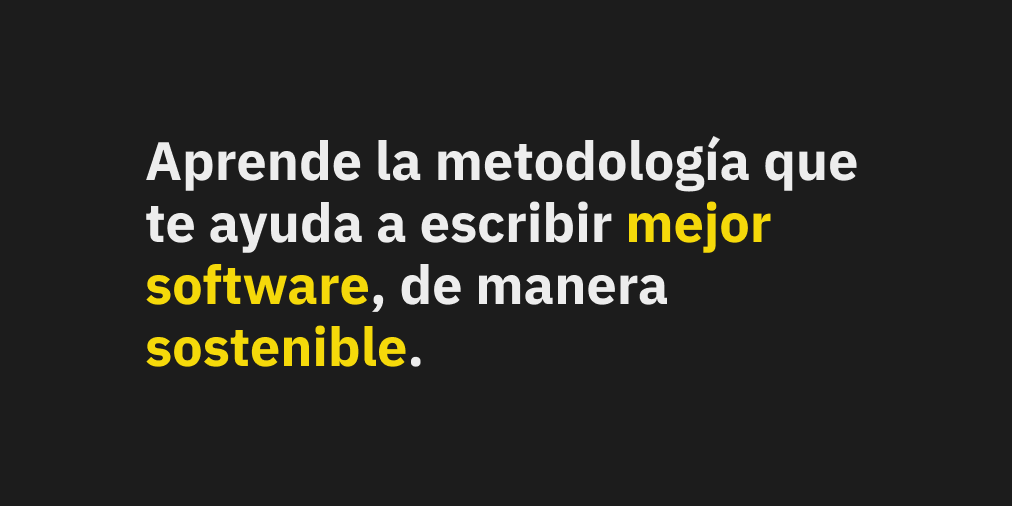 Aprende la metodología que
te ayuda a escribir mejor
software, de manera
sostenible.